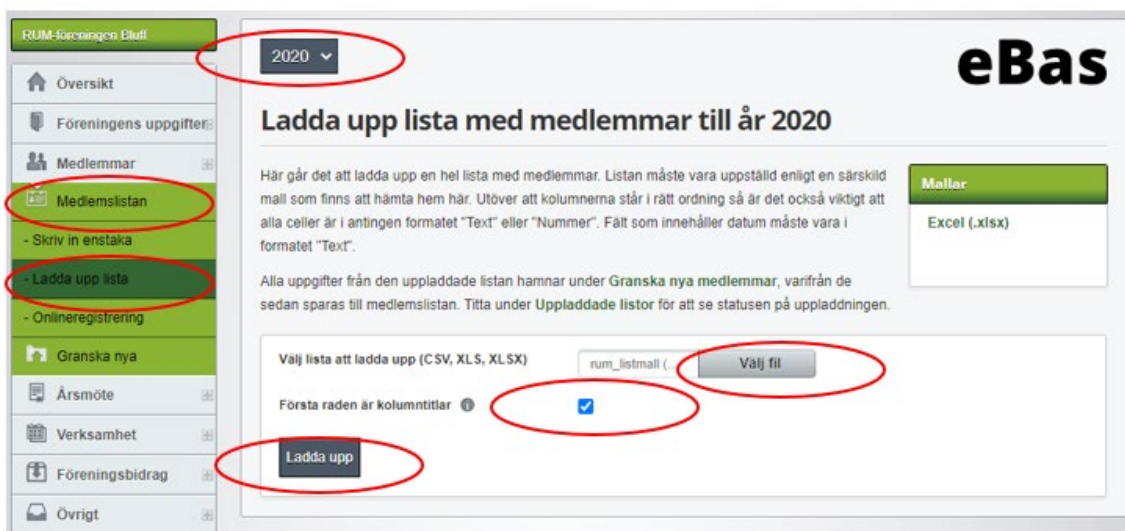 RUM-föreningen Bluff
Översikt
Föreningens uppgifter
Medlemmar
Medlemslistan
- Skriv in enstaka
- Ladda upp lista
- Onlineregistrering
Granska nya
Årsmöte
Verksamhet
Föreningsbidrag
Övrigt
2020
eBas
Ladda upp lista med medlemmar till år 2020
Här går det att ladda upp en hel lista med medlemmar. Listan måste vara uppställd enligt en särskild
mall som finns att hämta hem här. Utöver att kolumnerna står i rätt ordning så är det också viktigt att
alla celler är i antingen formatet "Text" eller "Nummer". Fält som innehåller datum måste vara i
formatet "Text".
Alla uppgifter från den uppladdade listan hamnar under Granska nya medlemmar, varifrån de
sedan sparas till medlemslistan. Titta under Uppladdade listor för att se statusen på uppladdningen.
Mallar
Excel (.xlsx)
Välj lista att ladda upp (CSV, XLS, XLSX)
rum_listmall (...
Välj fil
Första raden är kolumntitlar
Ladda upp